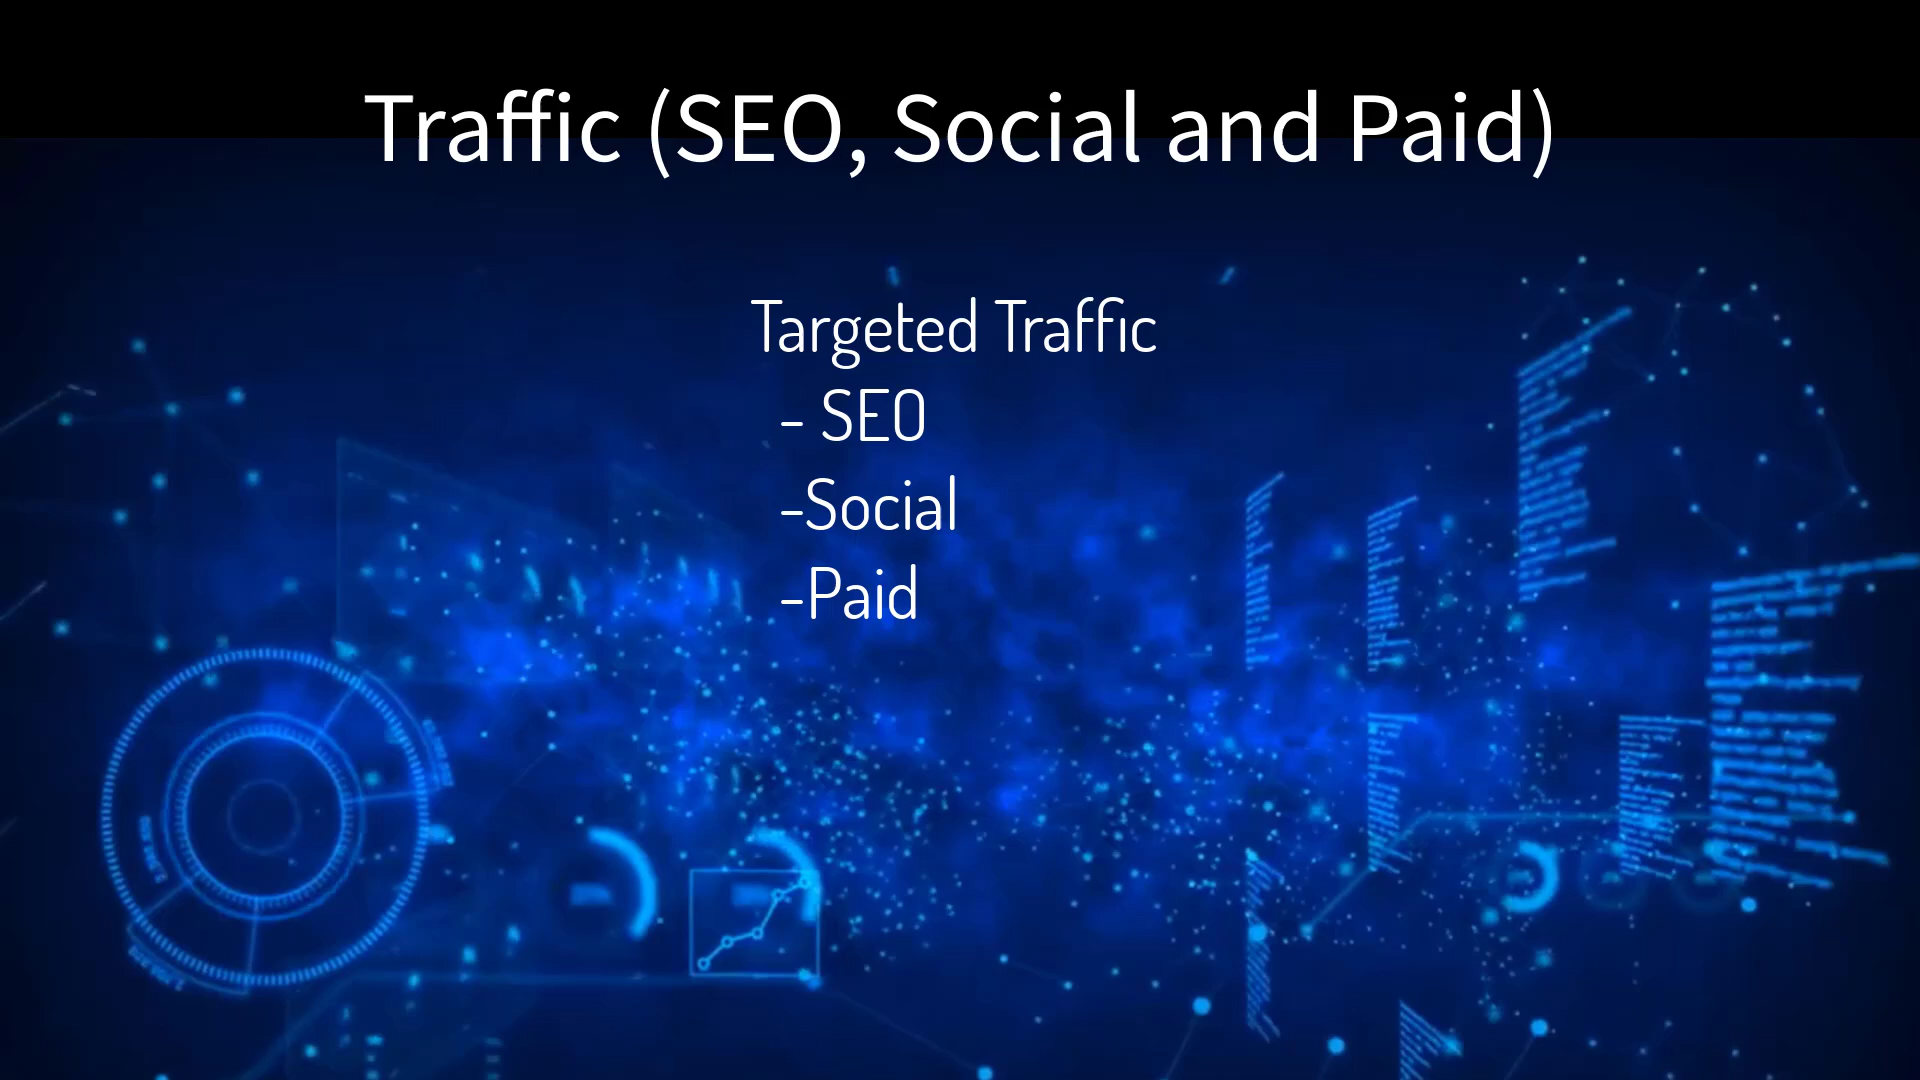 Traffic (SEO, Social and Paid)
Targeted Traffic
- SEO
-Social
-Paid